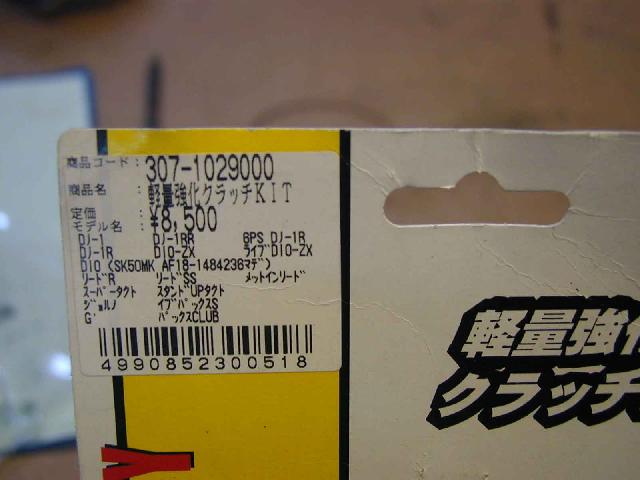 商品コード: 307-1029000
商品名: 軽量強化クラッチKIT
定価: ¥8,500
モデル名:
DJ-1 DJ-1RR 6PS DJ-1R
DJ-1R DIO-ZX ライブDIO-ZX
DIO (SK50MK AF18-1484236マデ)
リードR リードSS メットインリード
スーパータクト スタンドUPタクト
ジョルノ イブパックスS
G' パックスCLUB
4990852300518
軽量強化
クラッチ
Y